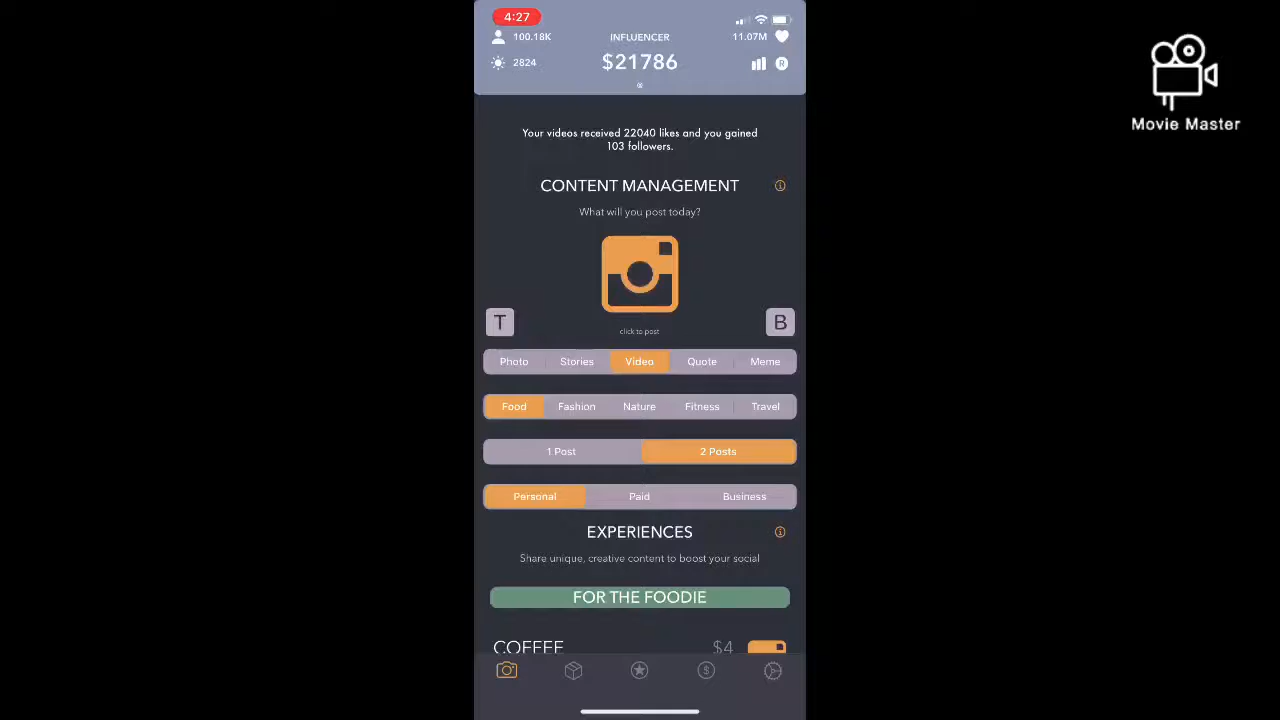 4:27
100.18K INFLUENCER 11.07M
2824 $21786 R
Movie Master
Your videos received 22040 likes and you gained
103 followers.
CONTENT MANAGEMENT
What will you post today?
T B
click to post
Photo Stories Video Quote Meme
Food Fashion Nature Fitness Travel
1 Post 2 Posts
Personal Paid Business
EXPERIENCES
Share unique, creative content to boost your social
FOR THE FOODIE
COFFEE $4